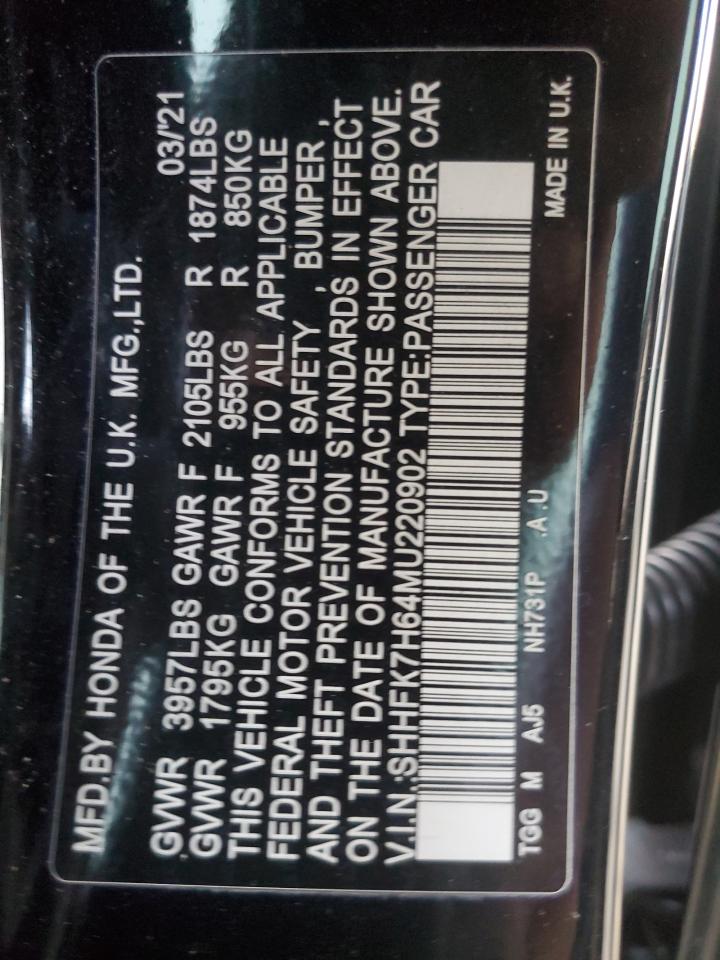 MFD.BY HONDA OF THE U.K. MFG.,LTD. 03/'21
GVWR 3957LBS GAWR F 2105LBS R 1874LBS
GVWR 1795KG GAWR F 955KG R 850KG
THIS VEHICLE CONFORMS TO ALL APPLICABLE
FEDERAL MOTOR VEHICLE SAFETY , BUMPER ,
AND THEFT PREVENTION STANDARDS IN EFFECT
ON THE DATE OF MANUFACTURE SHOWN ABOVE.
V.I.N.:SHHFK7H64MU220902 TYPE:PASSENGER CAR
TGG M AJ5 NH731P .A .U MADE IN U.K.